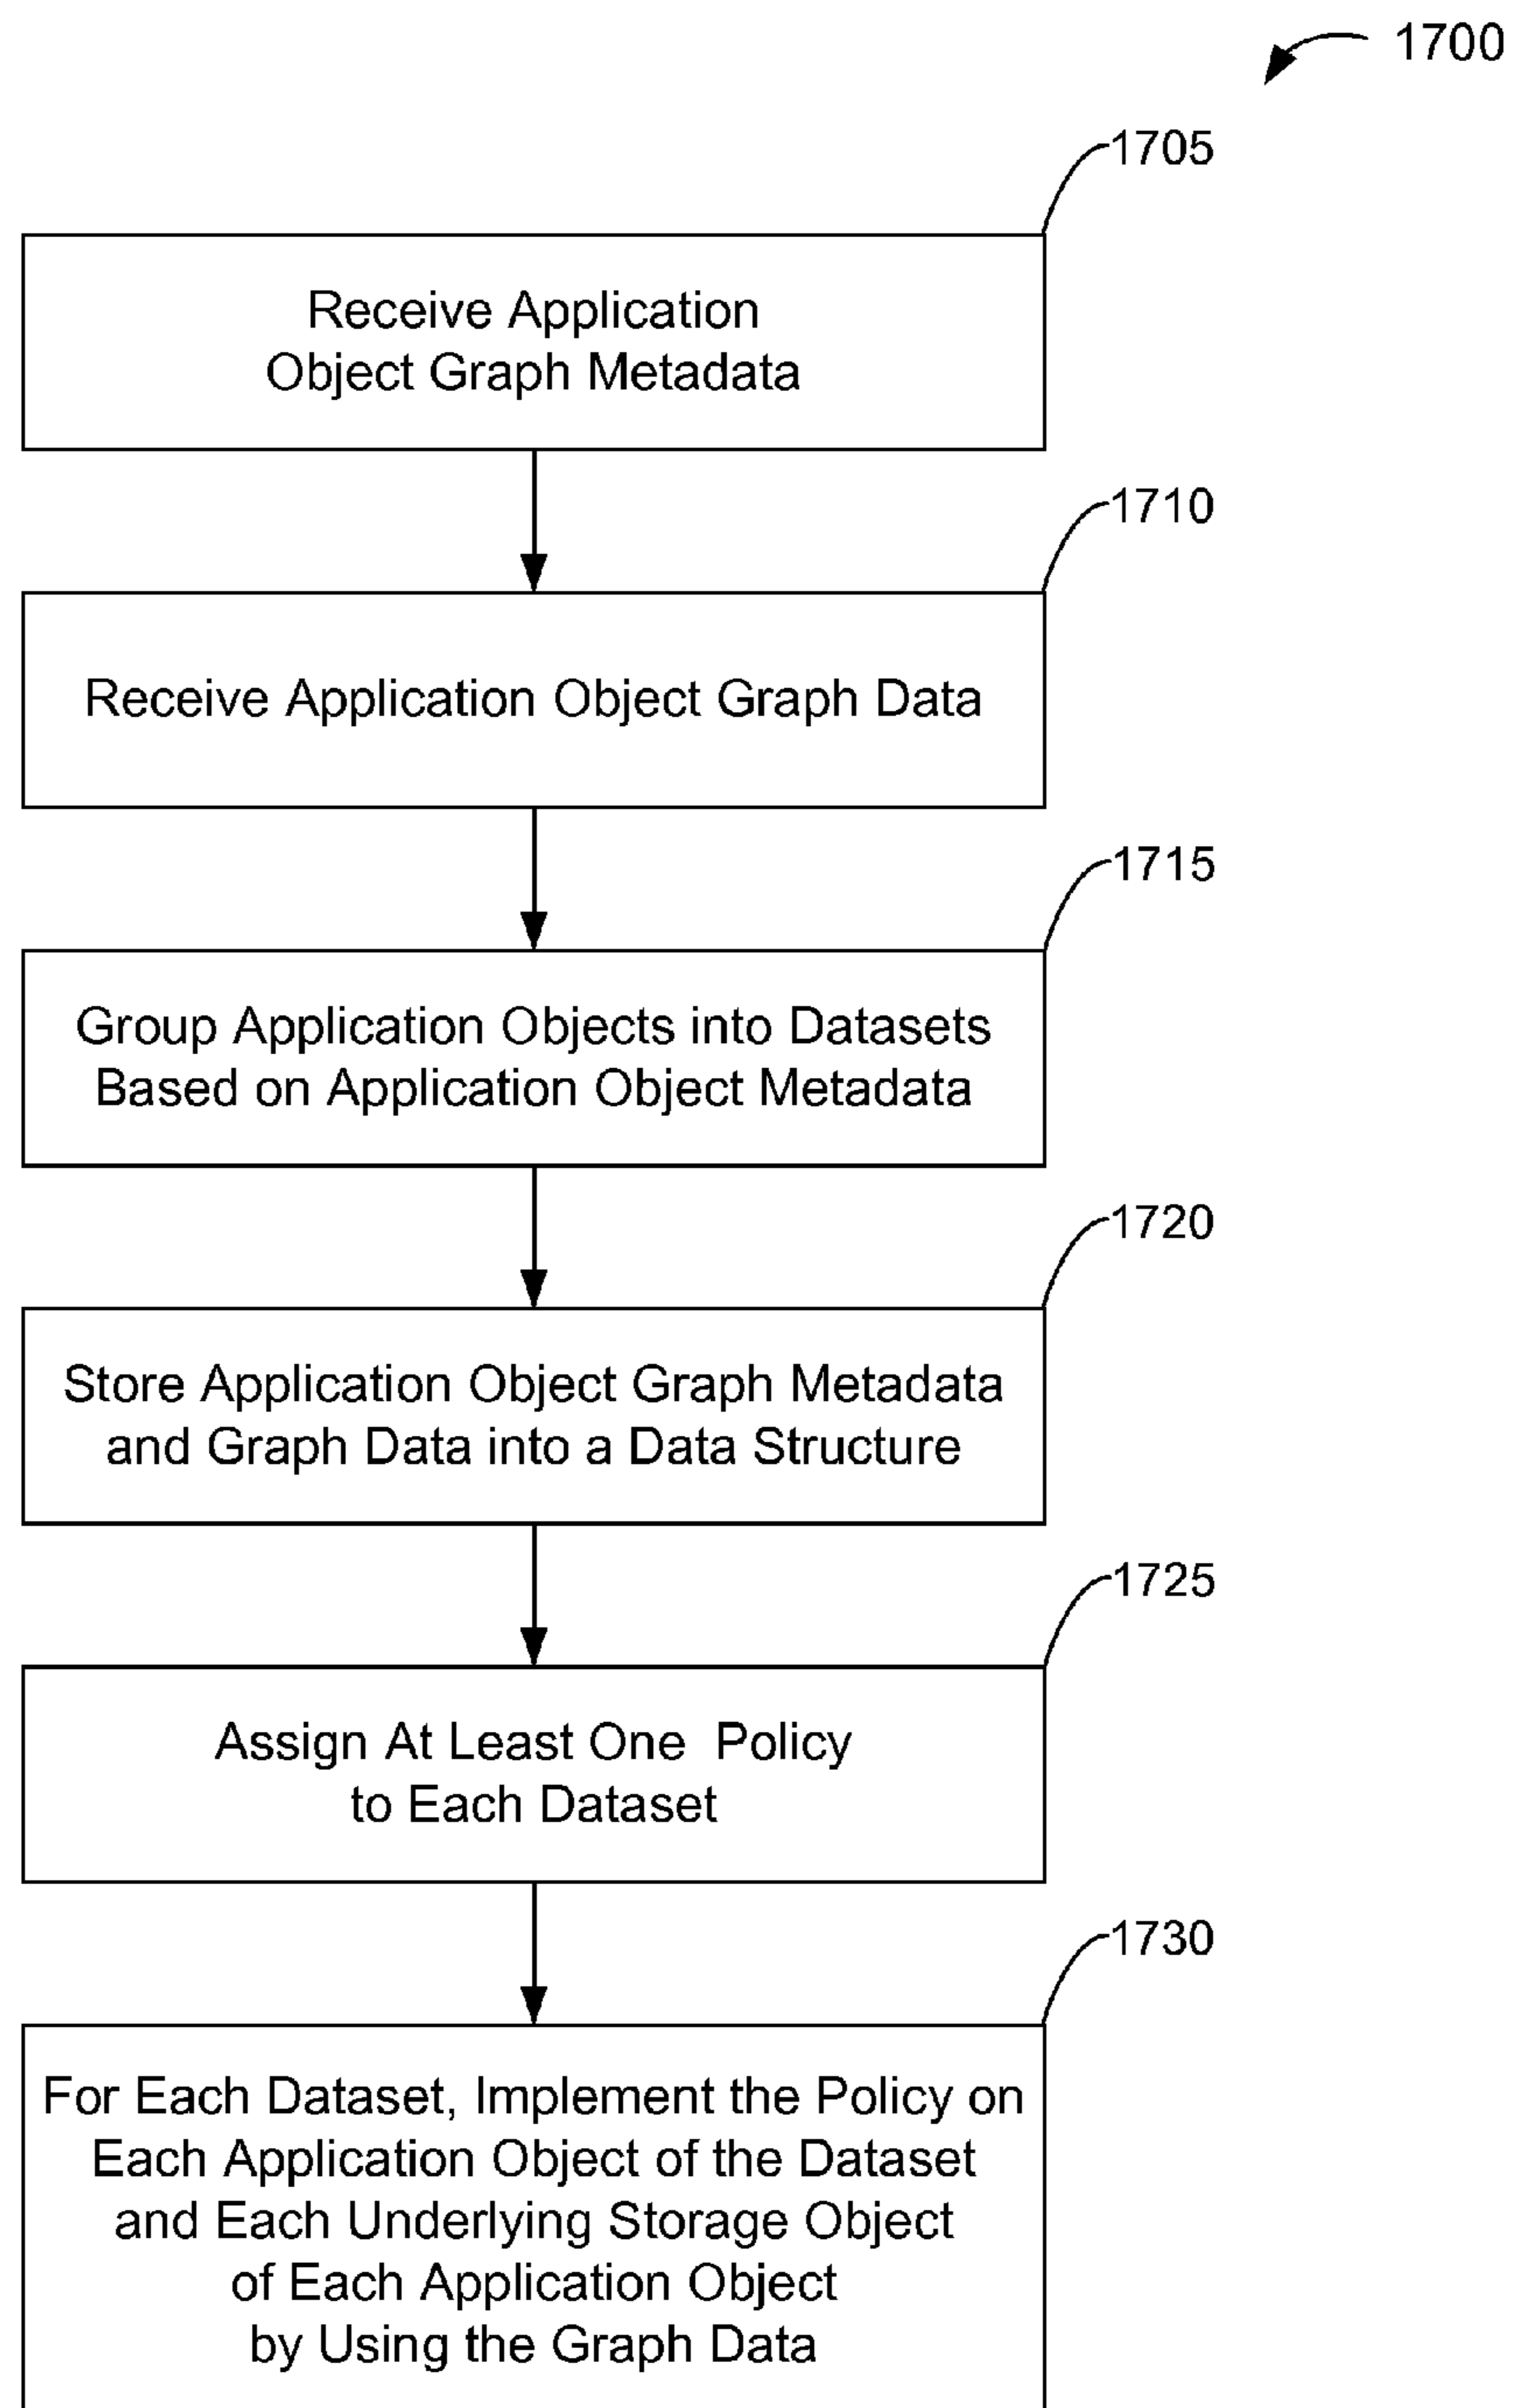 1700
1705
Receive Application
Object Graph Metadata
1710
Receive Application Object Graph Data
1715
Group Application Objects into Datasets
Based on Application Object Metadata
1720
Store Application Object Graph Metadata
and Graph Data into a Data Structure
1725
Assign At Least One Policy
to Each Dataset
1730
For Each Dataset, Implement the Policy on
Each Application Object of the Dataset
and Each Underlying Storage Object
of Each Application Object
by Using the Graph Data